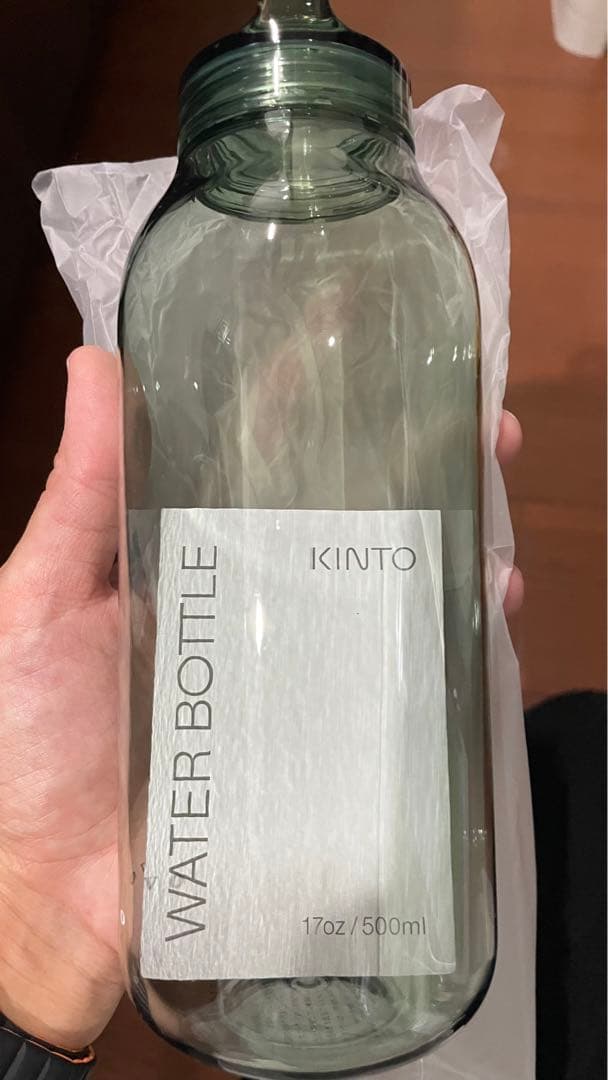 KINTO
WATER BOTTLE
17oz / 500ml